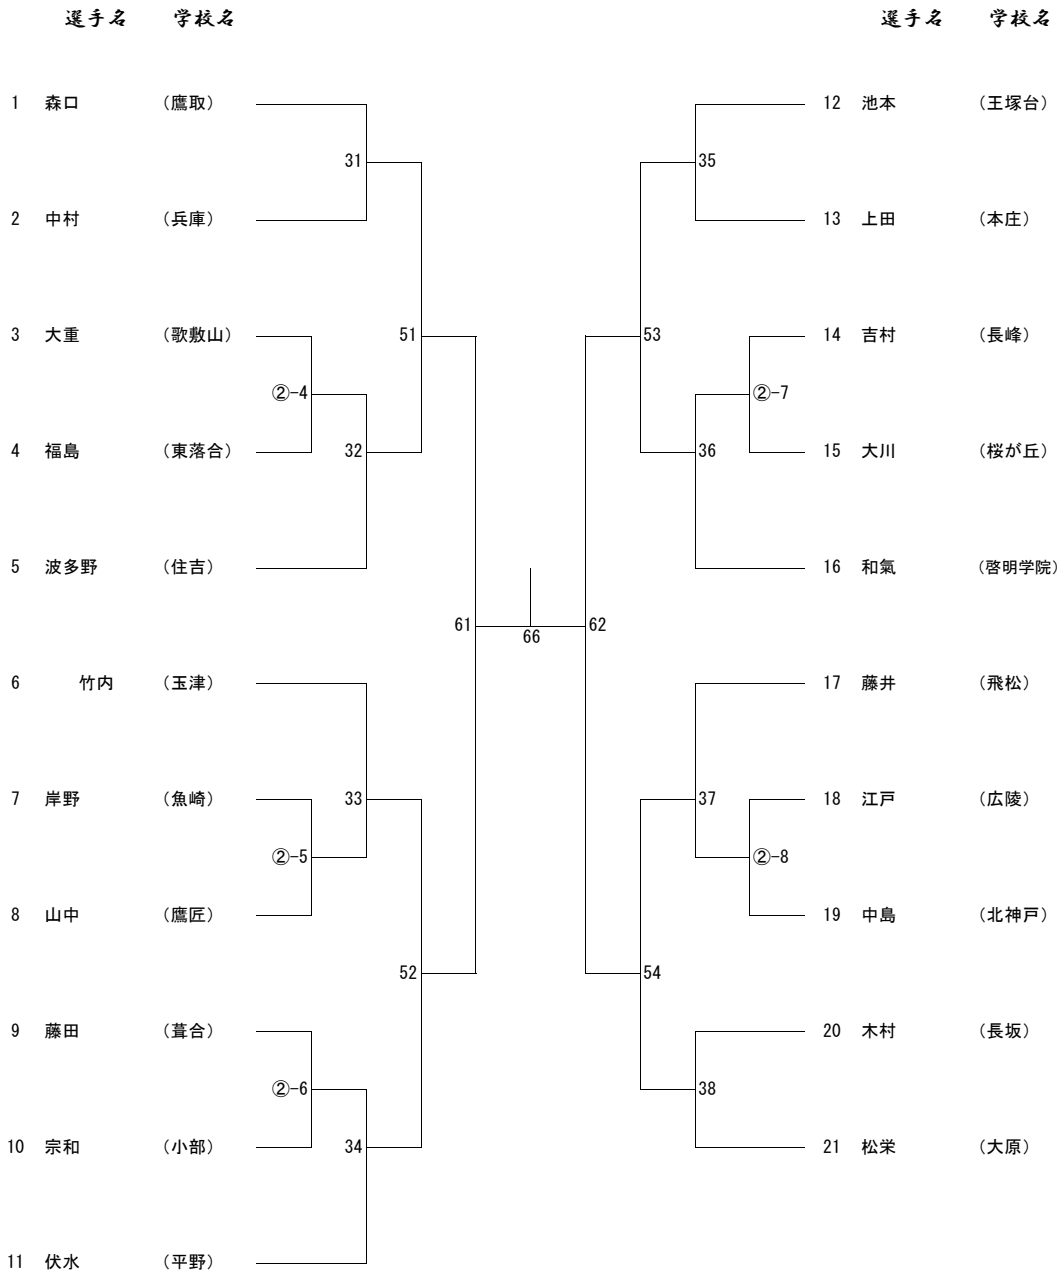 選手名 学校名 選手名 学校名
1 森口 （鷹取） 12 池本 （王塚台）
31 35
2 中村 （兵庫） 13 上田 （本庄）
3 大重 （歌敷山） 51 53 14 吉村 （長峰）
②-4 ②-7
4 福島 （東落合） 32 36 15 大川 （桜が丘）
5 波多野 （住吉） 16 和氣 （啓明学院）
61 62
66
6 竹内 （玉津） 17 藤井 （飛松）
7 岸野 （魚崎） 33 37 18 江戸 （広陵）
②-5 ②-8
8 山中 （鷹匠） 19 中島 （北神戸）
52 54
9 藤田 （葺合） 20 木村 （長坂）
②-6 38
10 宗和 （小部） 34 21 松栄 （大原）
11 伏水 （平野）